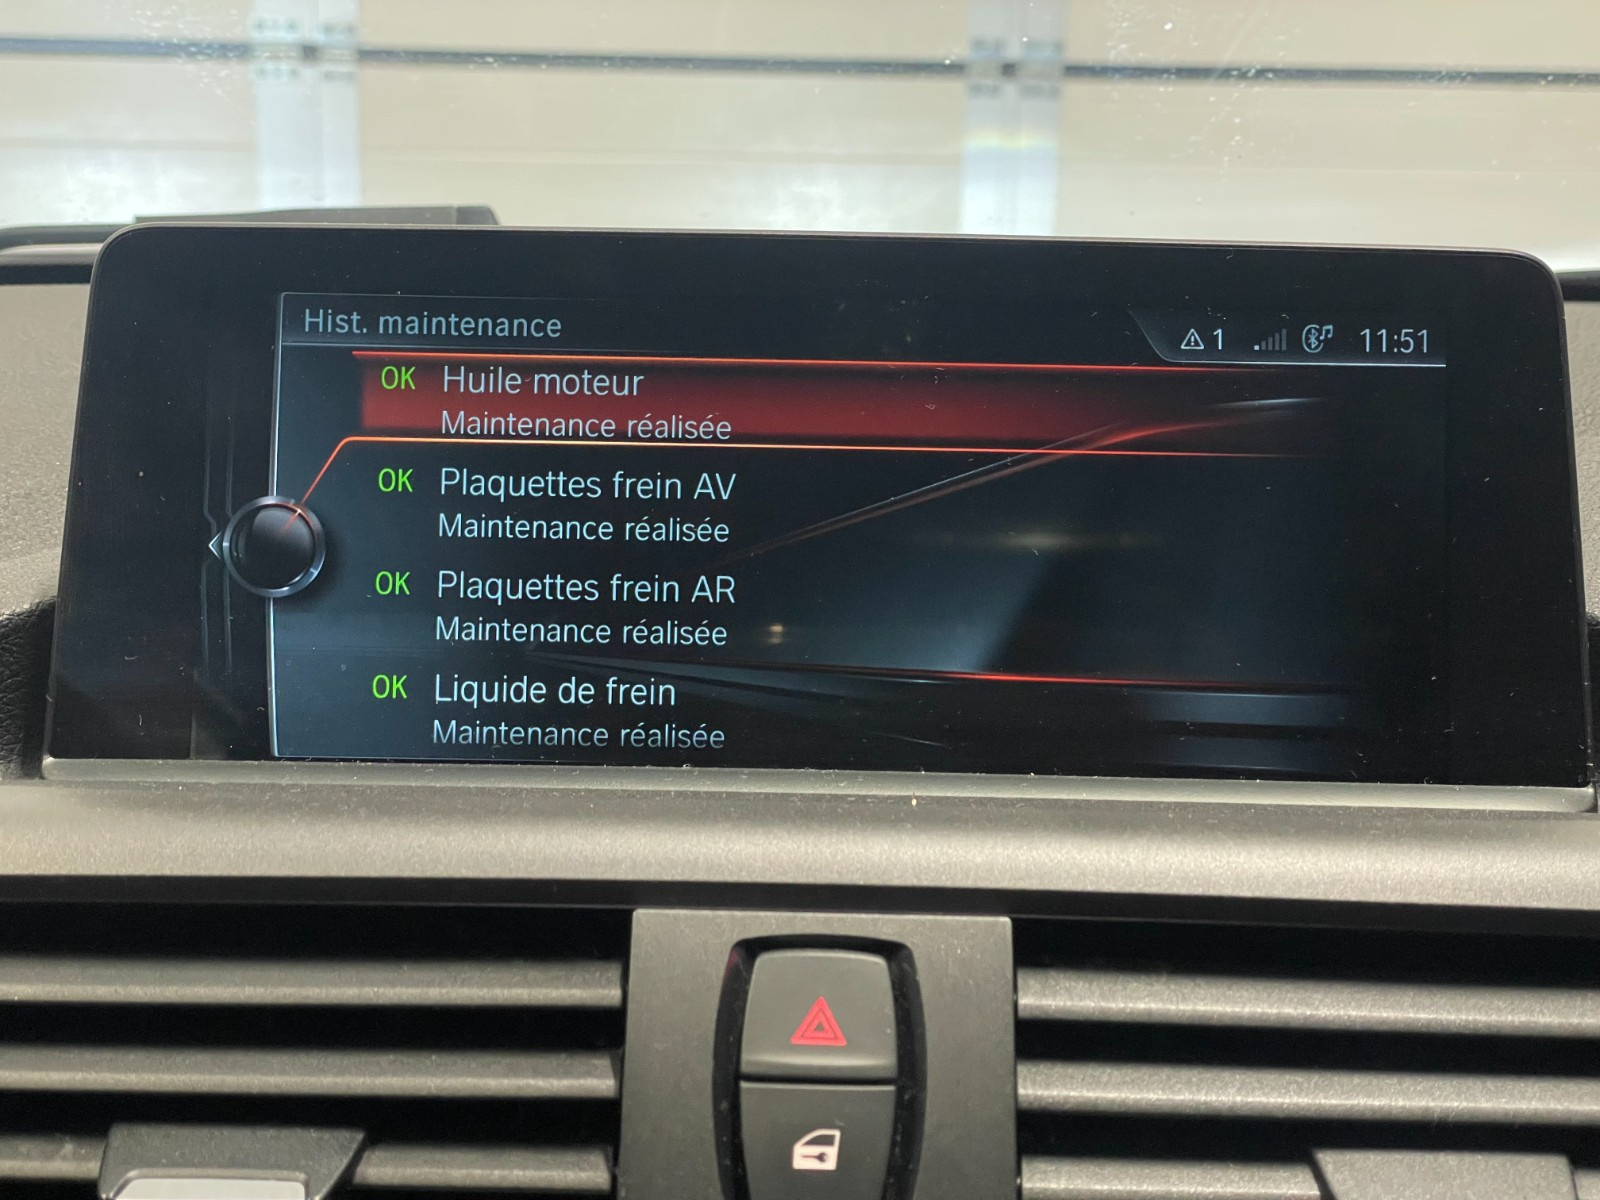 Hist. maintenance
1 11:51
OK Huile moteur
Maintenance réalisée
OK Plaquettes frein AV
Maintenance réalisée
OK Plaquettes frein AR
Maintenance réalisée
OK Liquide de frein
Maintenance réalisée